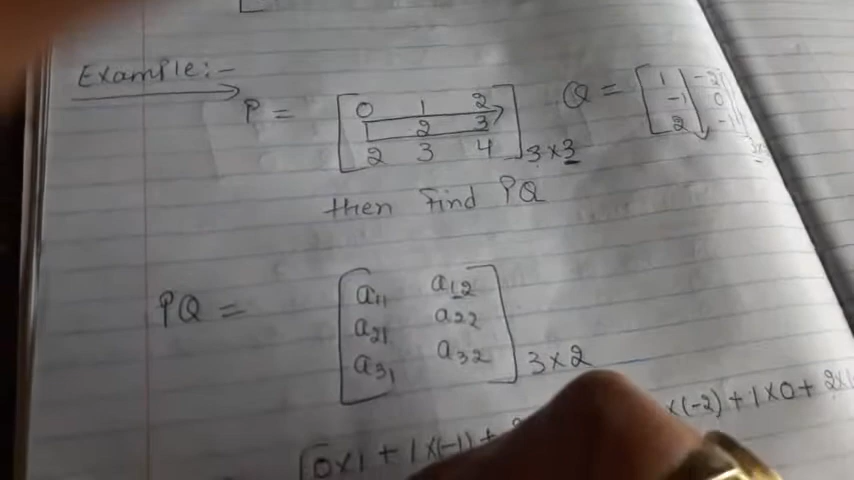 Example:-
P = [ 0 1 2 Q = [ 1 -2
2 3 -1 0
2 3 4 ] 3×3 2 -1
then find PQ
PQ = [ a11 a12
a21 a22
a31 a32 ] 3×2
[ 0×1 + 1×(-1) + ×(-2) + 1×0 + 2×